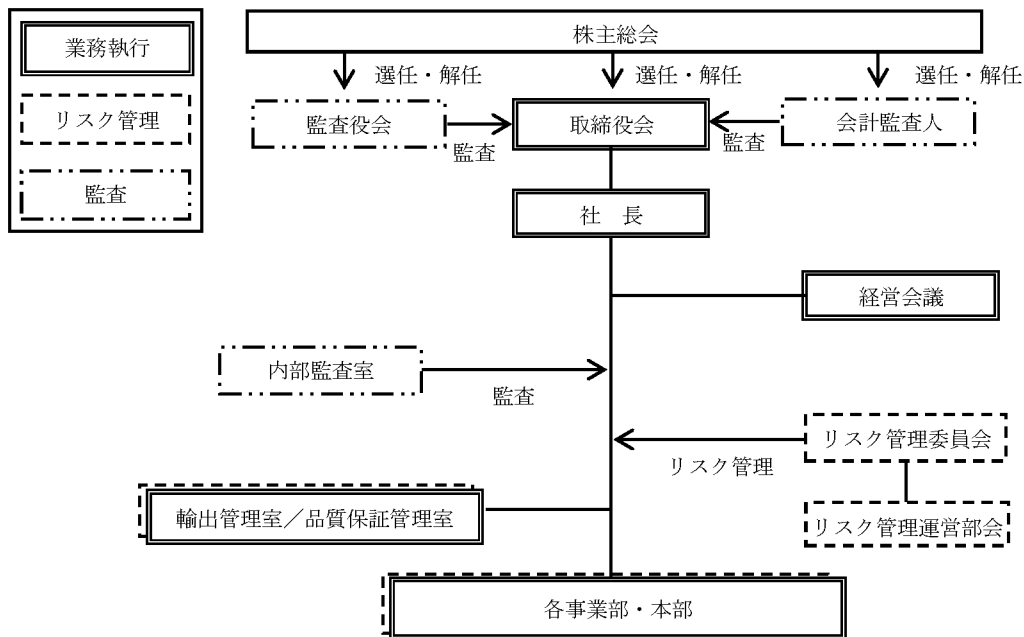 業務執行
リスク管理
監査
株主総会
選任・解任
選任・解任
選任・解任
監査役会
取締役会
会計監査人
監査
監査
社　長
経営会議
内部監査室
監査
リスク管理委員会
リスク管理
輸出管理室／品質保証管理室
リスク管理運営部会
各事業部・本部